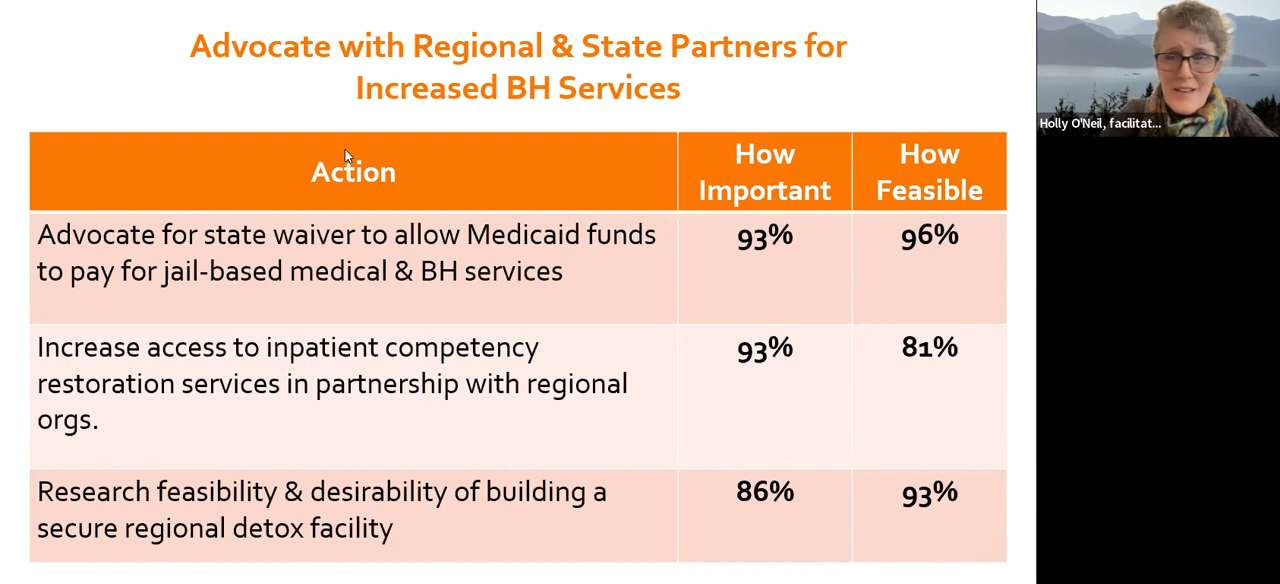 Advocate with Regional & State Partners for
Increased BH Services
Action
How
Important
How
Feasible
Advocate for state waiver to allow Medicaid funds
to pay for jail-based medical & BH services
93%
96%
Increase access to inpatient competency
restoration services in partnership with regional
orgs.
93%
81%
Research feasibility & desirability of building a
secure regional detox facility
86%
93%
Holly O'Neil, facilitat...